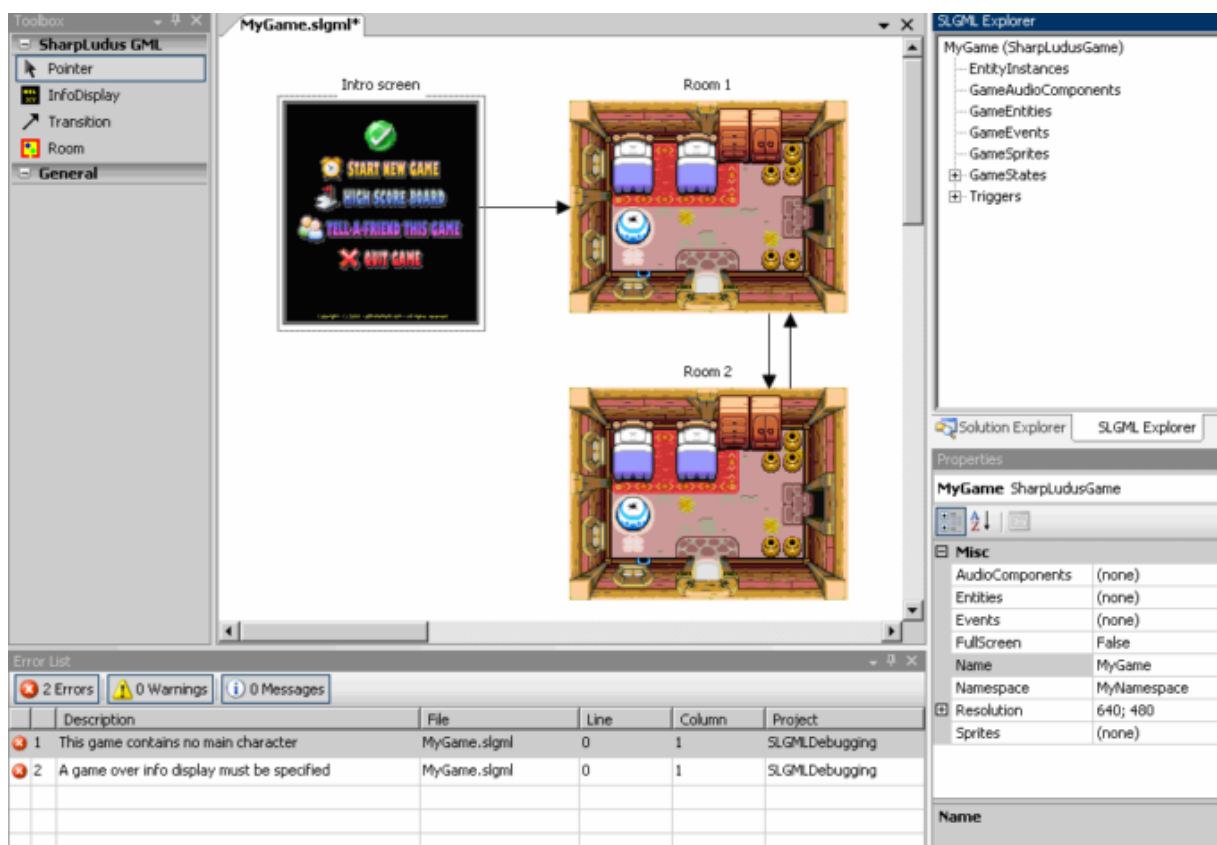 Toolbox
SharpLudus GML
Pointer
InfoDisplay
Transition
Room
General
MyGame.slgml*
Intro screen
START NEW GAME
HIGH SCORE BOARD
TELL-A-FRIEND THIS GAME
QUIT GAME
Room 1
Room 2
SLGML Explorer
MyGame (SharpLudusGame)
EntityInstances
GameAudioComponents
GameEntities
GameEvents
GameSprites
GameStates
Triggers
Solution Explorer SLGML Explorer
Properties
MyGame SharpLudusGame
Misc
AudioComponents (none)
Entities (none)
Events (none)
FullScreen False
Name MyGame
Namespace MyNamespace
Resolution 640; 480
Sprites (none)
Name
Error List
2 Errors 0 Warnings 0 Messages
Description File Line Column Project
1 This game contains no main character MyGame.slgml 0 1 SLGMLDebugging
2 A game over info display must be specified MyGame.slgml 0 1 SLGMLDebugging